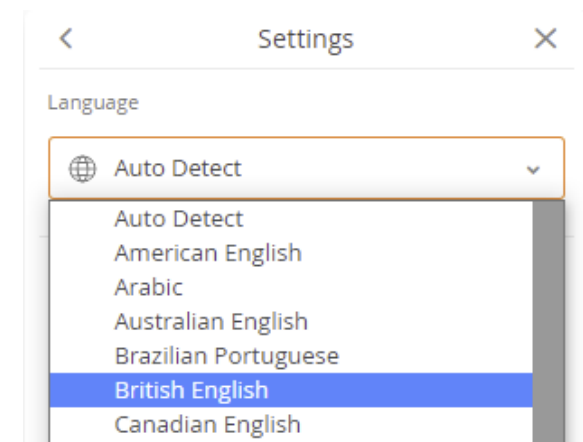 Settings
Language
Auto Detect
Auto Detect
American English
Arabic
Australian English
Brazilian Portuguese
British English
Canadian English